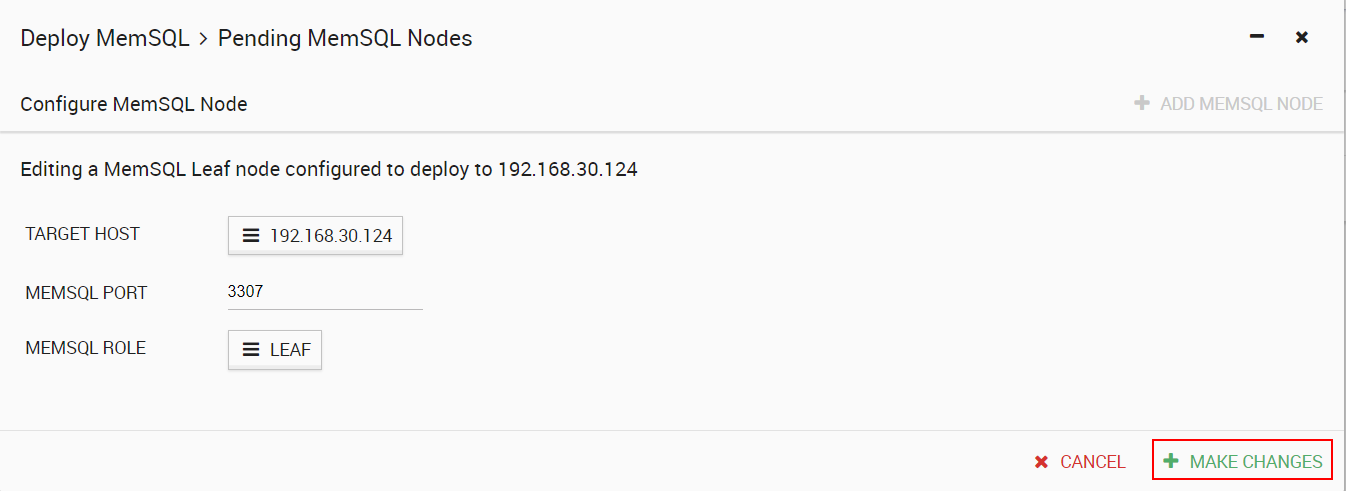 Deploy MemSQL > Pending MemSQL Nodes
Configure MemSQL Node
ADD MEMSQL NODE
Editing a MemSQL Leaf node configured to deploy to 192.168.30.124
TARGET HOST
192.168.30.124
MEMSQL PORT
3307
MEMSQL ROLE
LEAF
CANCEL
MAKE CHANGES